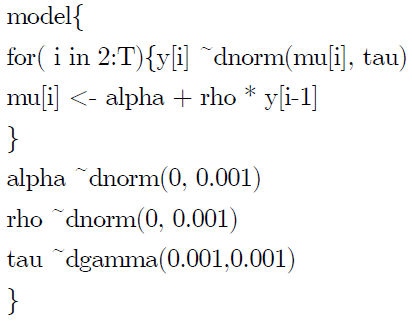 model{
for( i in 2:T){y[i] ~dnorm(mu[i], tau)
mu[i] <- alpha + rho * y[i-1]
}
alpha ~dnorm(0, 0.001)
rho ~dnorm(0, 0.001)
tau ~dgamma(0.001,0.001)
}